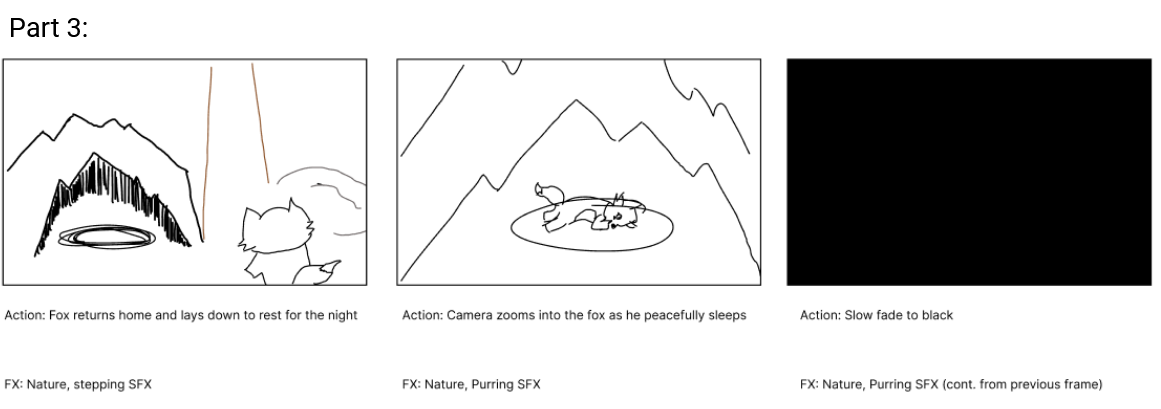 Part 3:
Action: Fox returns home and lays down to rest for the night
Action: Camera zooms into the fox as he peacefully sleeps
Action: Slow fade to black
FX: Nature, stepping SFX
FX: Nature, Purring SFX
FX: Nature, Purring SFX (cont. from previous frame)